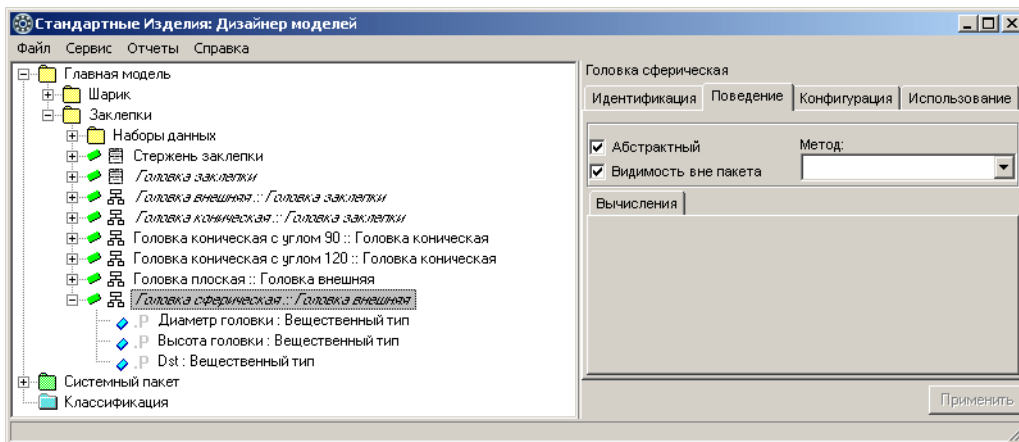 Стандартные Изделия: Дизайнер моделей
Файл Сервис Отчеты Справка
Главная модель
Шарик
Заклепки
Наборы данных
Стержень заклепки
Головка заклепки
Головка внешняя :: Головка заклепки
Головка коническая :: Головка заклепки
Головка коническая с углом 90 :: Головка коническая
Головка коническая с углом 120 :: Головка коническая
Головка плоская :: Головка внешняя
Головка сферическая :: Головка внешняя
.P Диаметр головки : Вещественный тип
.P Высота головки : Вещественный тип
.P Dst : Вещественный тип
Системный пакет
Классификация
Головка сферическая
Идентификация Поведение Конфигурация Использование
Абстрактный Метод:
Видимость вне пакета
Вычисления
Применить